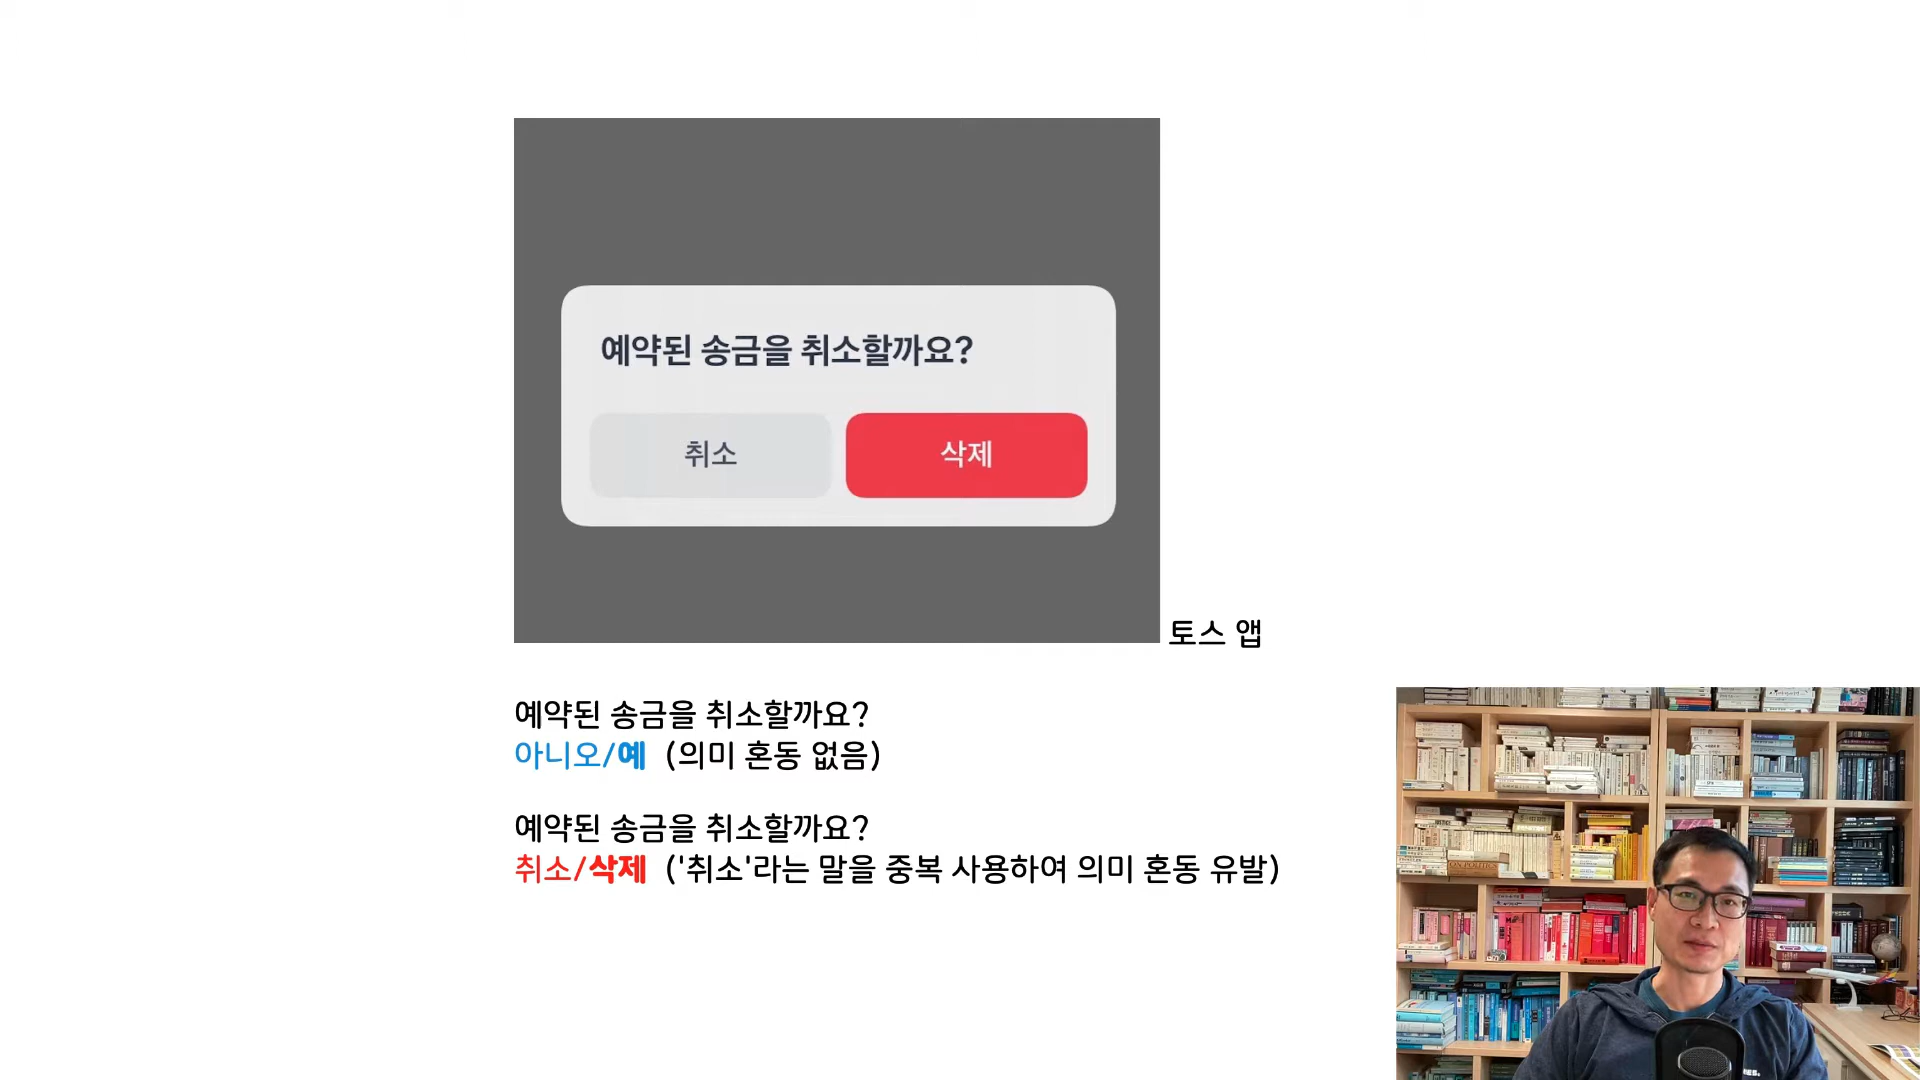 예약된 송금을 취소할까요?
취소
삭제
토스 앱
예약된 송금을 취소할까요?
아니오/예 (의미 혼동 없음)
예약된 송금을 취소할까요?
취소/삭제 ('취소'라는 말을 중복 사용하여 의미 혼동 유발)